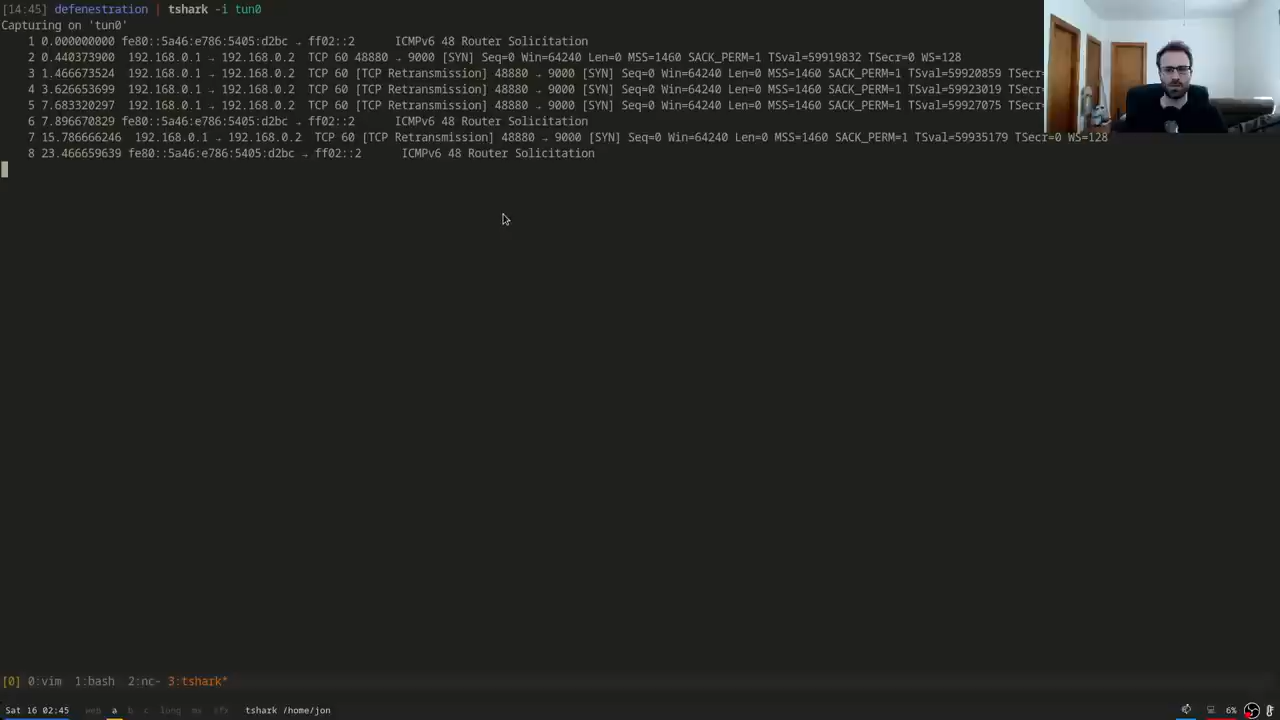 [14:45] defenestration | tshark -i tun0
Capturing on 'tun0'
1 0.000000000 fe80::5a46:e786:5405:d2bc → ff02::2 ICMPv6 48 Router Solicitation
2 0.440373900 192.168.0.1 → 192.168.0.2 TCP 60 48880 → 9000 [SYN] Seq=0 Win=64240 Len=0 MSS=1460 SACK_PERM=1 TSval=59919832 TSecr=0 WS=128
3 1.466673524 192.168.0.1 → 192.168.0.2 TCP 60 [TCP Retransmission] 48880 → 9000 [SYN] Seq=0 Win=64240 Len=0 MSS=1460 SACK_PERM=1 TSval=59920859 TSecr=
4 3.626653699 192.168.0.1 → 192.168.0.2 TCP 60 [TCP Retransmission] 48880 → 9000 [SYN] Seq=0 Win=64240 Len=0 MSS=1460 SACK_PERM=1 TSval=59923019 TSecr=
5 7.683320297 192.168.0.1 → 192.168.0.2 TCP 60 [TCP Retransmission] 48880 → 9000 [SYN] Seq=0 Win=64240 Len=0 MSS=1460 SACK_PERM=1 TSval=59927075 TSecr=
6 7.896670829 fe80::5a46:e786:5405:d2bc → ff02::2 ICMPv6 48 Router Solicitation
7 15.786666246 192.168.0.1 → 192.168.0.2 TCP 60 [TCP Retransmission] 48880 → 9000 [SYN] Seq=0 Win=64240 Len=0 MSS=1460 SACK_PERM=1 TSval=59935179 TSecr=0 WS=128
8 23.466659639 fe80::5a46:e786:5405:d2bc → ff02::2 ICMPv6 48 Router Solicitation
[0] 0:vim 1:bash 2:nc- 3:tshark*
Sat 16 02:45 web a b c lung ms sfx tshark /home/jon 6%